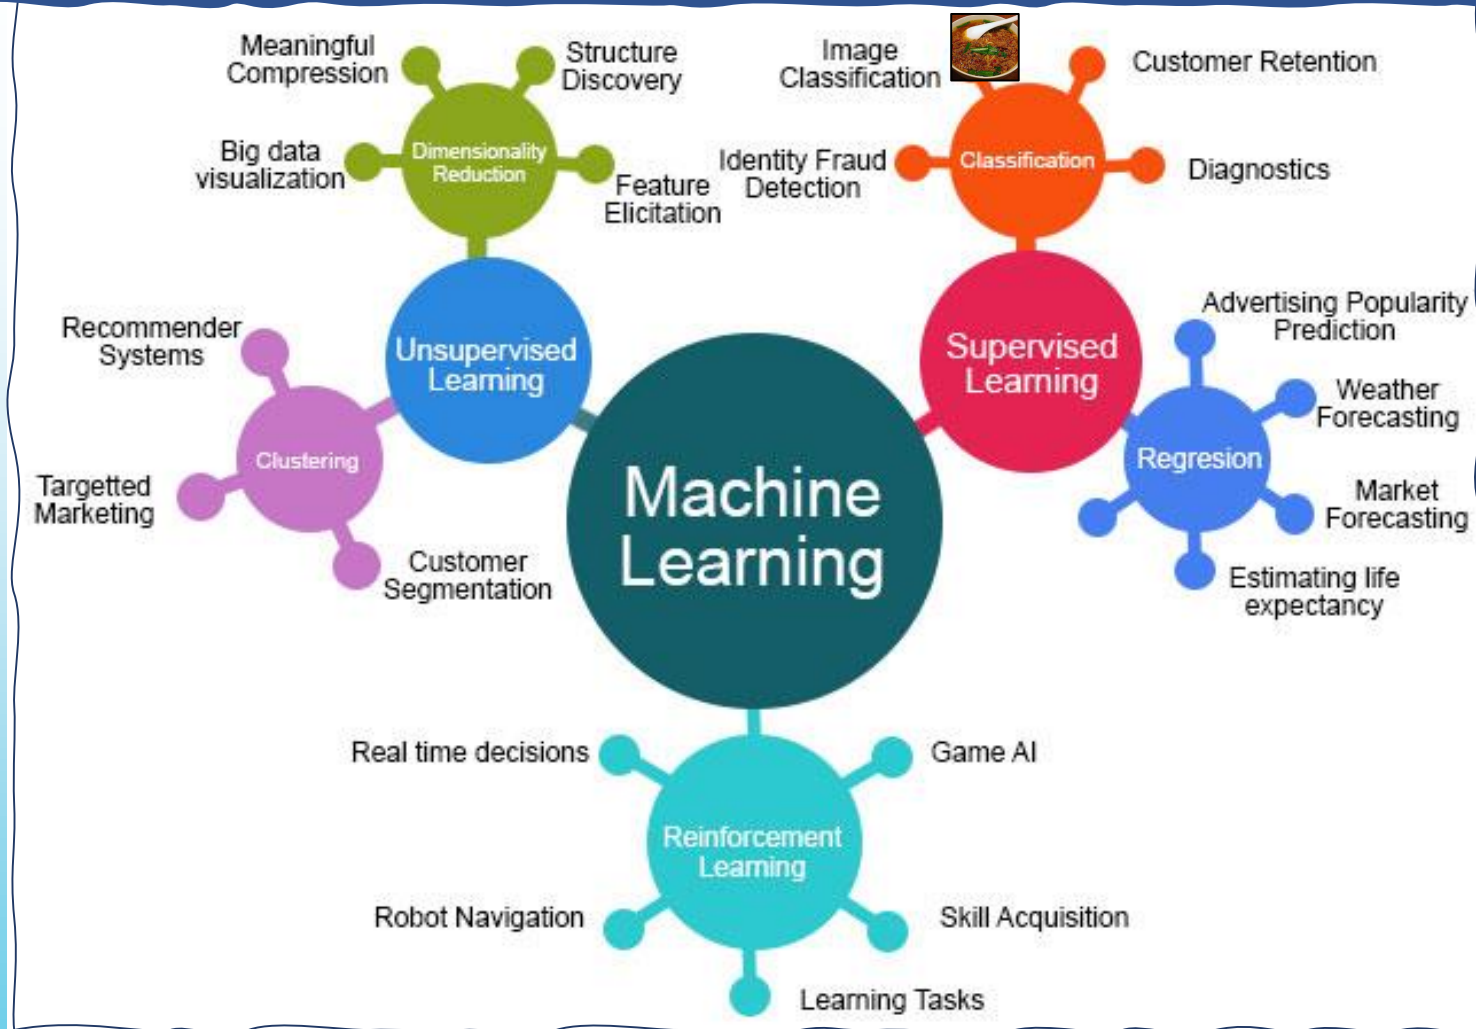 Meaningful
Compression
Structure
Discovery
Big data
visualization
Dimensionality
Reduction
Feature
Elicitation
Image
Classification
Customer Retention
Identity Fraud
Detection
Classification
Diagnostics
Recommender
Systems
Unsupervised
Learning
Supervised
Learning
Advertising Popularity
Prediction
Weather
Forecasting
Clustering
Regresion
Targetted
Marketing
Market
Forecasting
Customer
Segmentation
Machine
Learning
Estimating life
expectancy
Real time decisions
Game AI
Reinforcement
Learning
Robot Navigation
Skill Acquisition
Learning Tasks